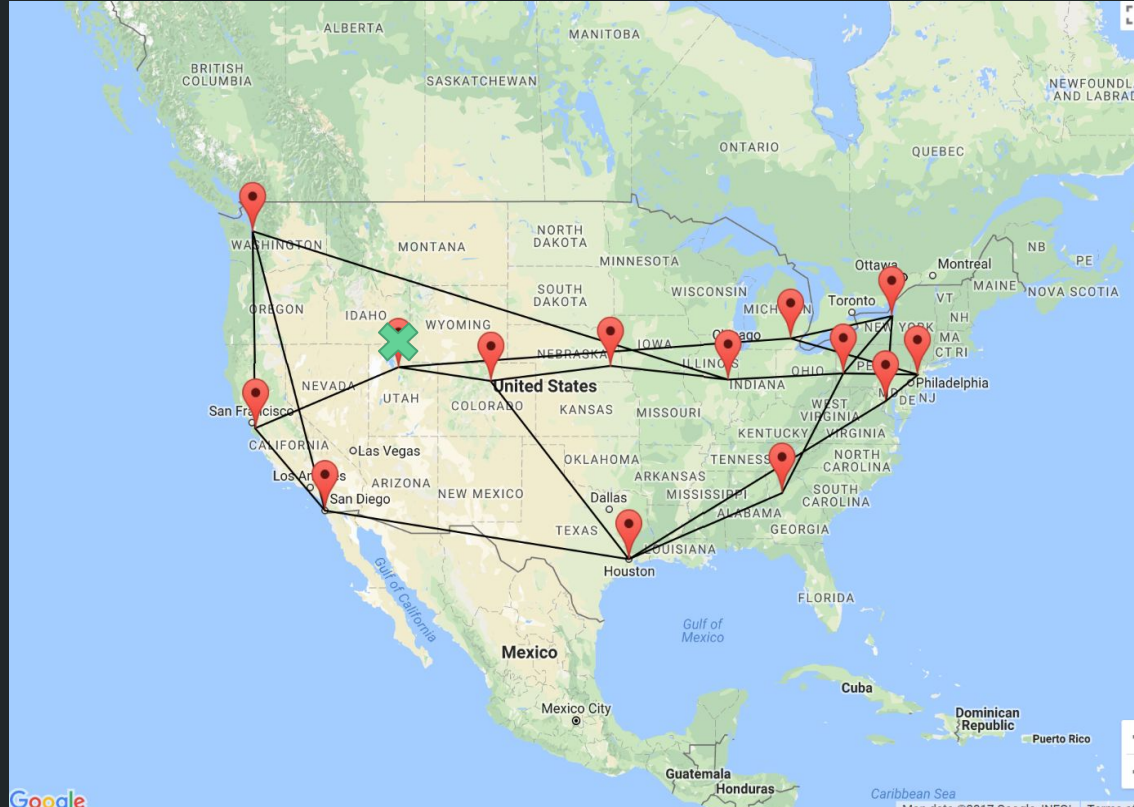 ALBERTA
MANITOBA
BRITISH
COLUMBIA
SASKATCHEWAN
NEWFOUNDL
AND LABRAD
ONTARIO
QUEBEC
WASHINGTON
MONTANA
NORTH
DAKOTA
MINNESOTA
Ottawa
Montreal
NB
PE
MAINE
NOVA SCOTIA
OREGON
IDAHO
WYOMING
SOUTH
DAKOTA
WISCONSIN
Toronto
VT
NH
NEW YORK
MA
CT RI
NEBRASKA
IOWA
ILLINOIS
INDIANA
OHIO
NEVADA
UTAH
COLORADO
United States
KANSAS
MISSOURI
WEST
VIRGINIA
Philadelphia
MD
DE
NJ
San Francisco
CALIFORNIA
Las Vegas
KENTUCKY
VIRGINIA
Los Angeles
ARIZONA
NEW MEXICO
OKLAHOMA
ARKANSAS
NORTH
CAROLINA
San Diego
Dallas
MISSISSIPPI
SOUTH
CAROLINA
ALABAMA
TEXAS
GEORGIA
LOUISIANA
Houston
FLORIDA
Gulf of California
Gulf of
Mexico
Mexico
Mexico City
Cuba
Dominican
Republic
Puerto Rico
Guatemala
Honduras
Caribbean Sea
Google